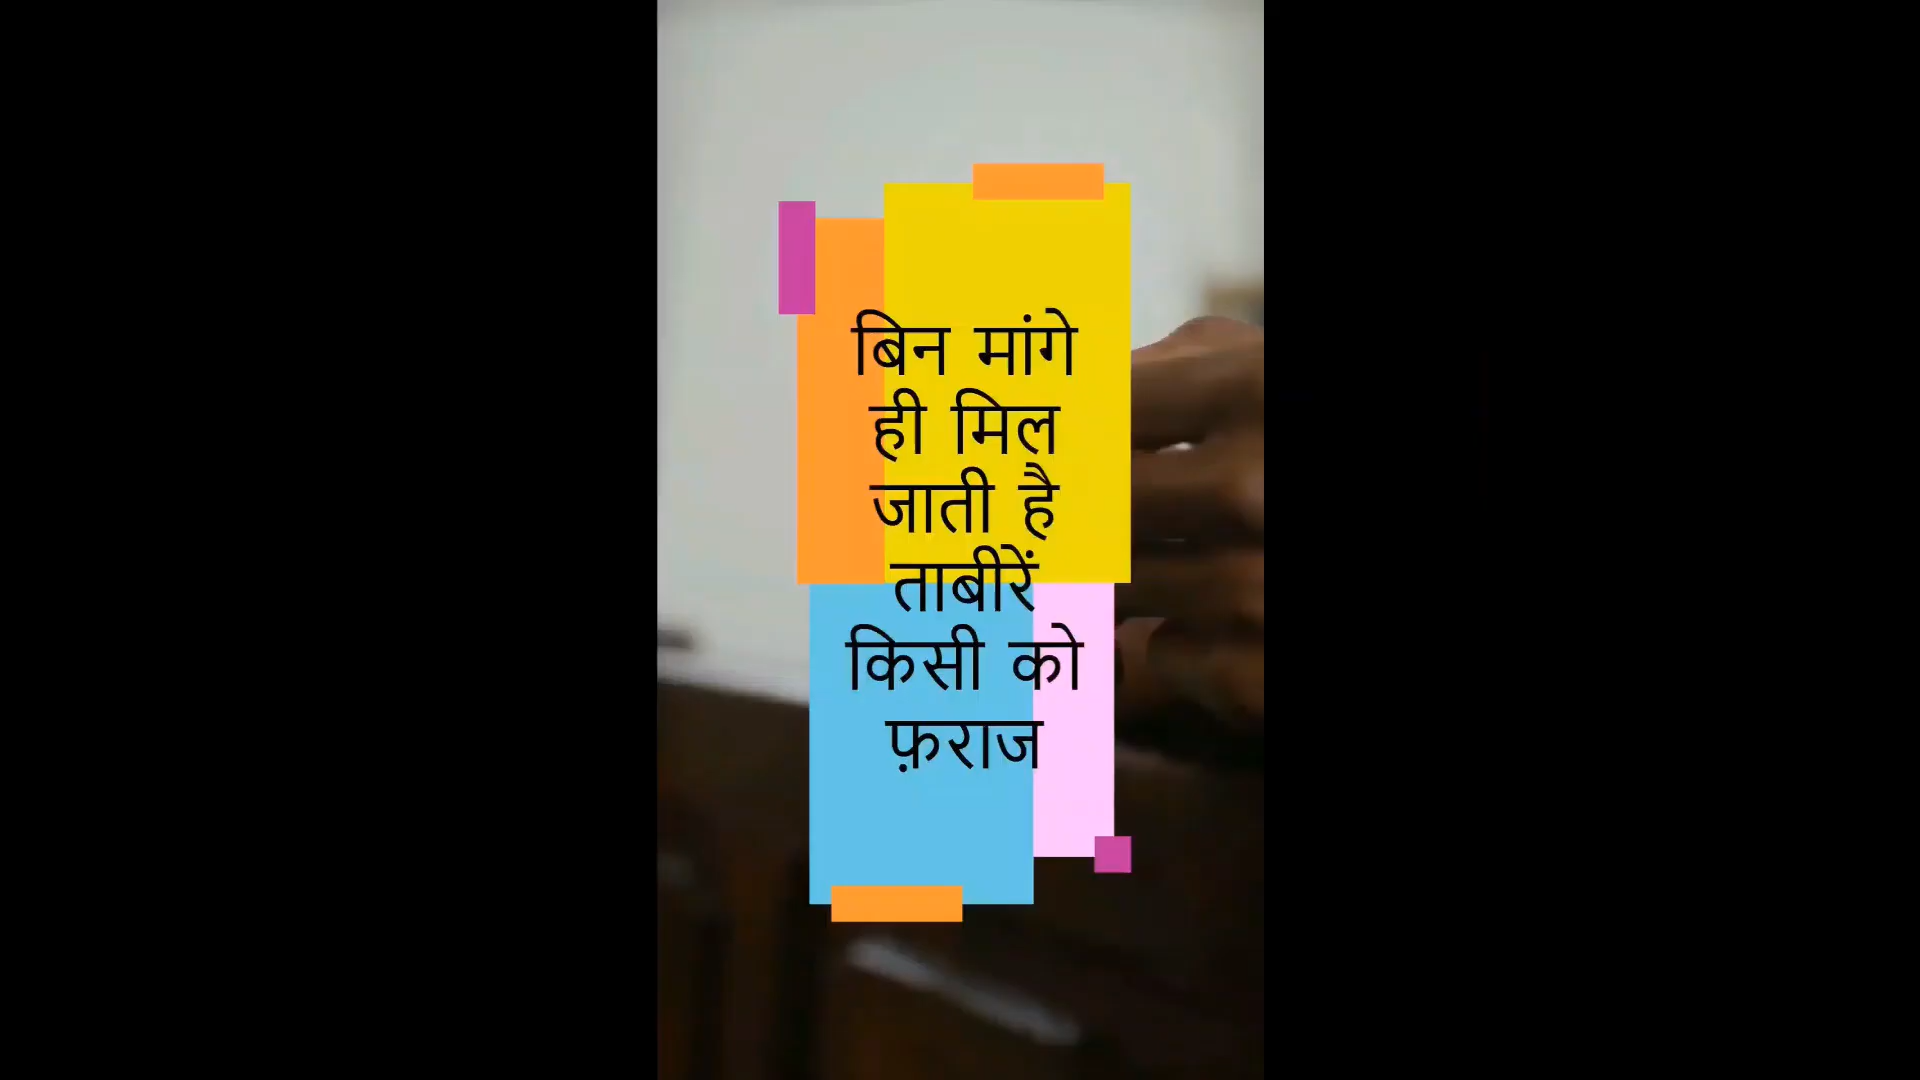 बिन मांगे
ही मिल
जाती है
ताबीरें
किसी को
फ़राज